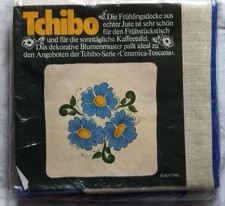 Tchibo
»Die Frühlingsdecke aus
echter Jute ist sehr schön
für den Frühstückstisch
und für die sonntägliche Kaffeetafel.
Das dekorative Blumenmuster paßt ideal zu
den Angeboten der Tchibo-Serie »Ceramica-Toscana«.